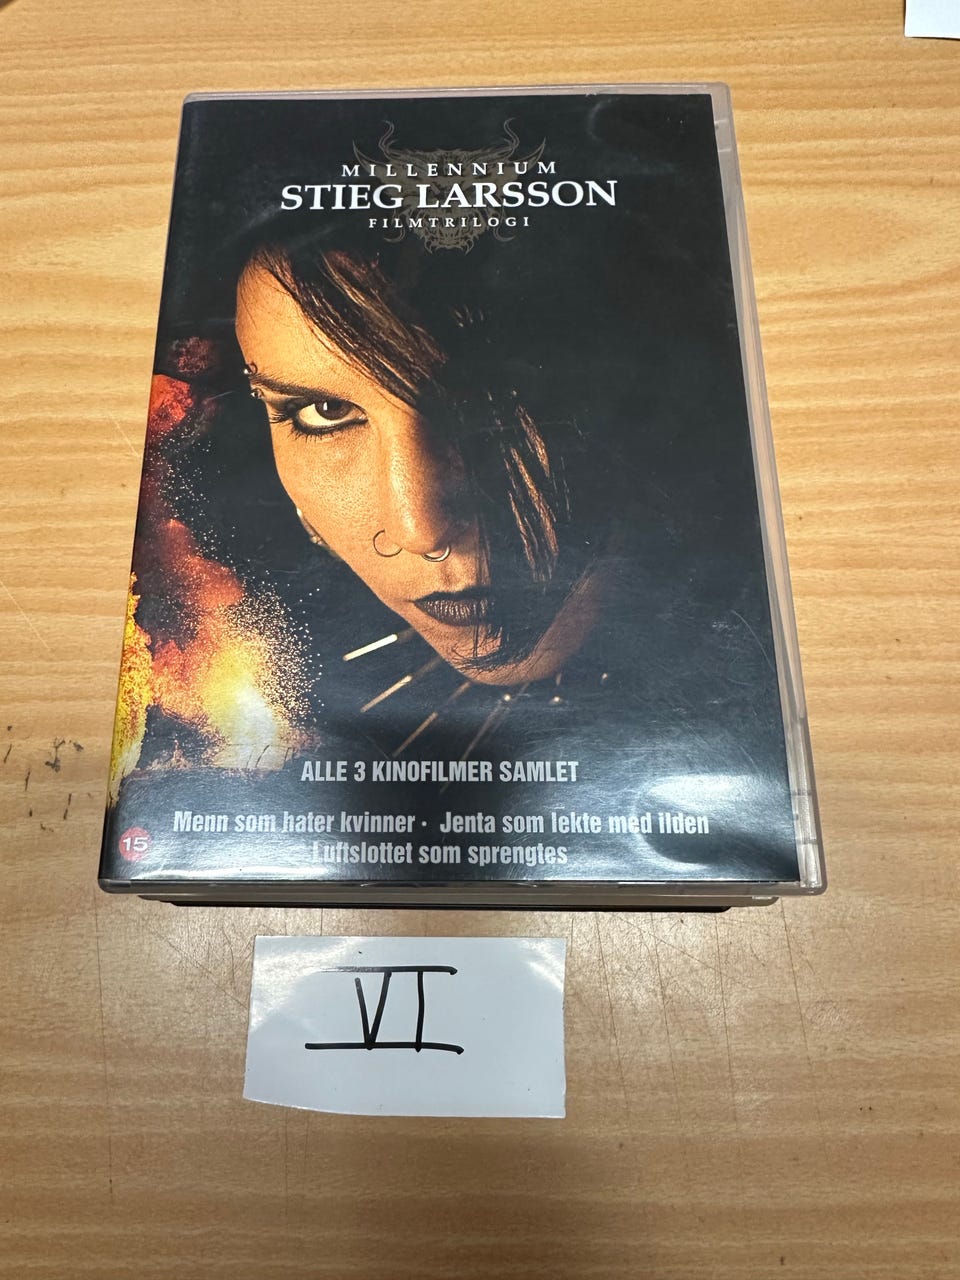 MILLENNIUM
STIEG LARSSON
FILMTRILOGI
ALLE 3 KINOFILMER SAMLET
Menn som hater kvinner · Jenta som lekte med ilden
Luftslottet som sprengtes
15
VI